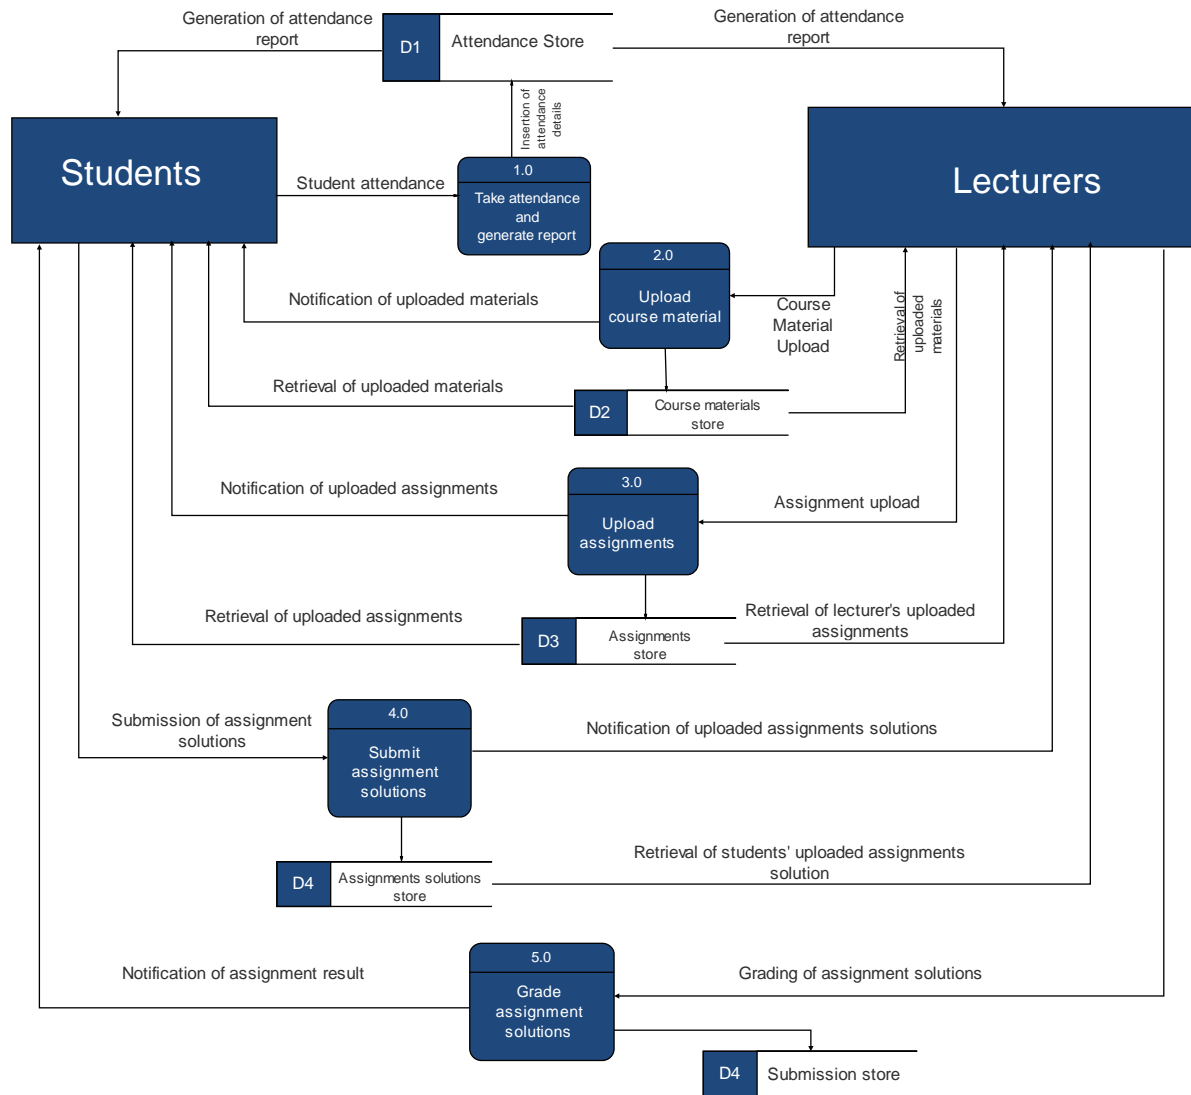 Generation of attendance
report
Generation of attendance
report
D1
Attendance Store
Insertion of
attendance
details
Students
Lecturers
Student attendance
1.0
Take attendance
and
generate report
2.0
Upload
course material
Notification of uploaded materials
Course
Material
Upload
Retrieval of
uploaded
materials
Retrieval of uploaded materials
D2
Course materials
store
3.0
Upload
assignments
Notification of uploaded assignments
Assignment upload
Retrieval of uploaded assignments
D3
Assignments
store
Retrieval of lecturer's uploaded
assignments
Submission of assignment
solutions
4.0
Submit
assignment
solutions
Notification of uploaded assignments solutions
D4
Assignments solutions
store
Retrieval of students' uploaded assignments
solution
Notification of assignment result
5.0
Grade
assignment
solutions
Grading of assignment solutions
D4
Submission store